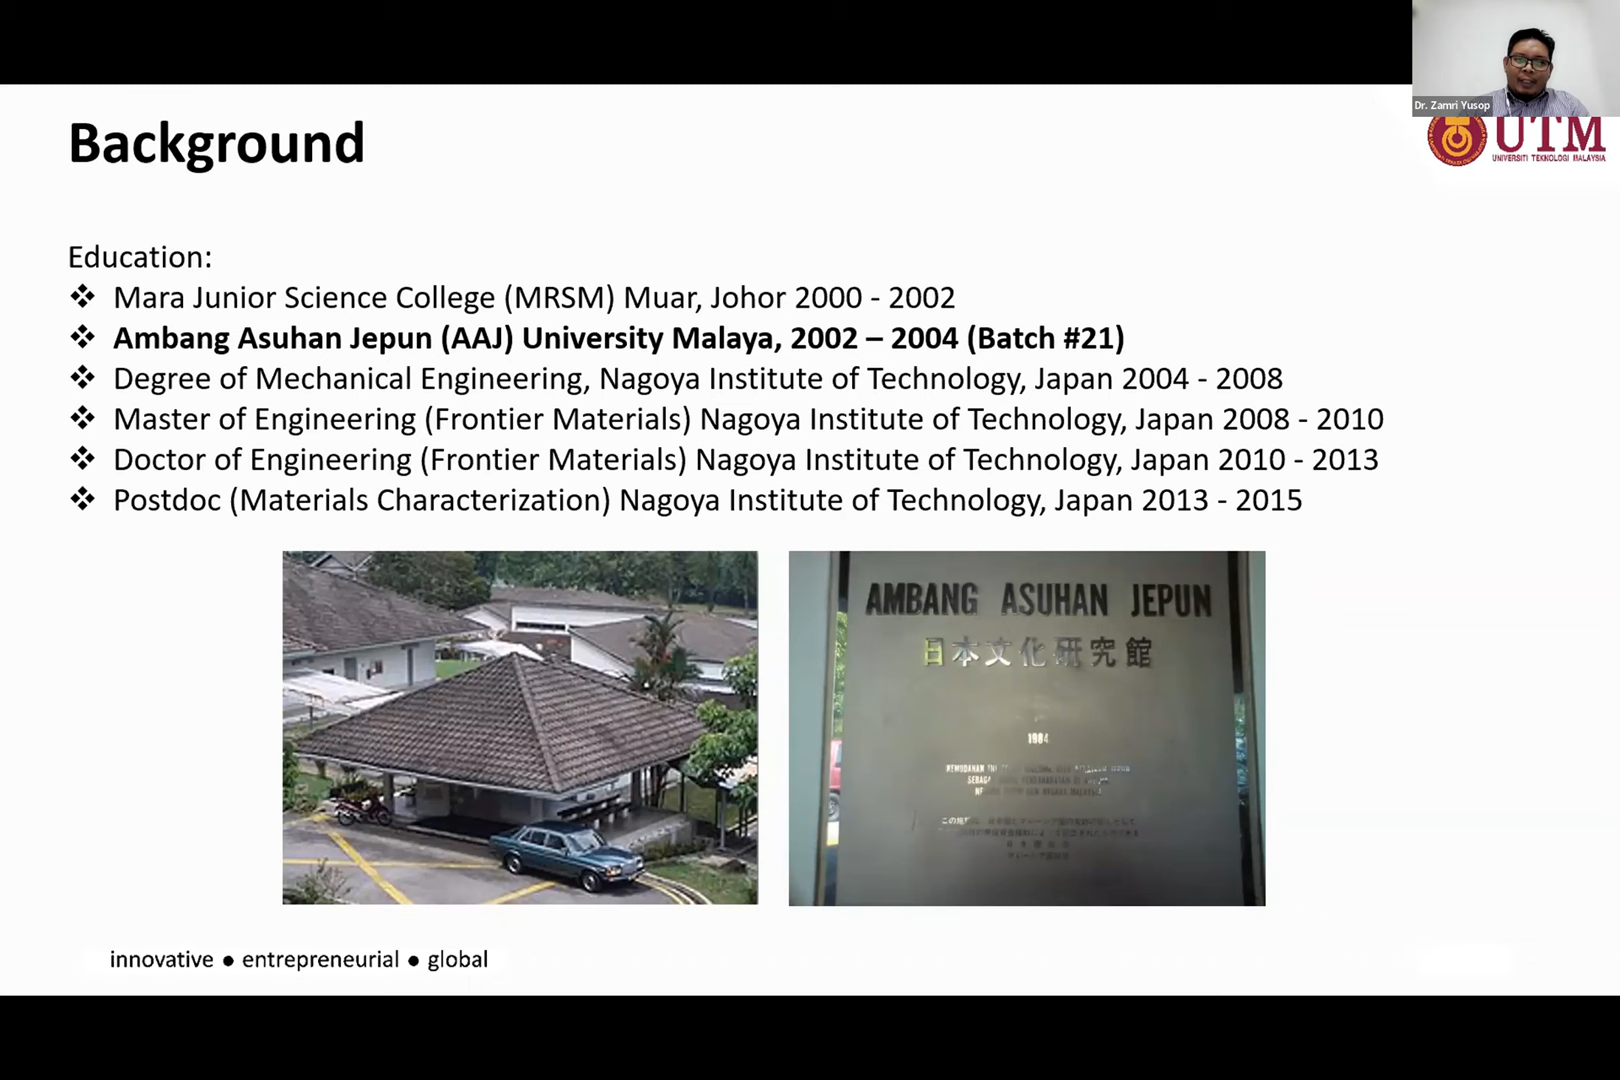 Dr. Zamri Yusop
UTM
UNIVERSITI TEKNOLOGI MALAYSIA
Background
Education:
❖ Mara Junior Science College (MRSM) Muar, Johor 2000 - 2002
❖ Ambang Asuhan Jepun (AAJ) University Malaya, 2002 – 2004 (Batch #21)
❖ Degree of Mechanical Engineering, Nagoya Institute of Technology, Japan 2004 - 2008
❖ Master of Engineering (Frontier Materials) Nagoya Institute of Technology, Japan 2008 - 2010
❖ Doctor of Engineering (Frontier Materials) Nagoya Institute of Technology, Japan 2010 - 2013
❖ Postdoc (Materials Characterization) Nagoya Institute of Technology, Japan 2013 - 2015
AMBANG ASUHAN JEPUN
日本文化研究館
1984
innovative ● entrepreneurial ● global